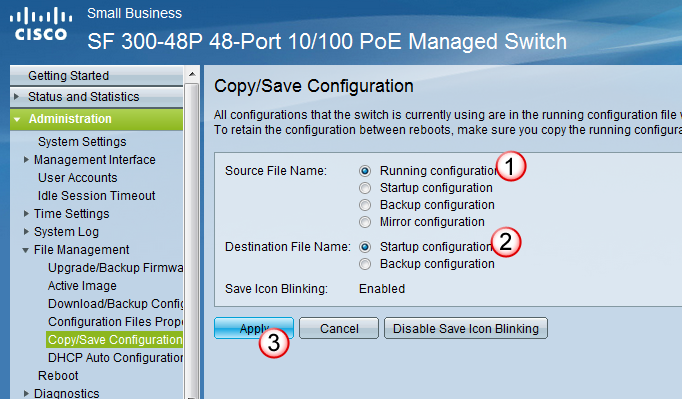 Small Business
CISCO
SF 300-48P 48-Port 10/100 PoE Managed Switch
Getting Started
Status and Statistics
Administration
System Settings
Management Interface
User Accounts
Idle Session Timeout
Time Settings
System Log
File Management
Upgrade/Backup Firmwa
Active Image
Download/Backup Config
Configuration Files Prop
Copy/Save Configuration
DHCP Auto Configuration
Reboot
Diagnostics
Copy/Save Configuration
All configurations that the switch is currently using are in the running configuration file
To retain the configuration between reboots, make sure you copy the running configura
Source File Name:
Running configuration
1
Startup configuration
Backup configuration
Mirror configuration
Destination File Name:
Startup configuration
2
Backup configuration
Save Icon Blinking:
Enabled
Apply
3
Cancel
Disable Save Icon Blinking